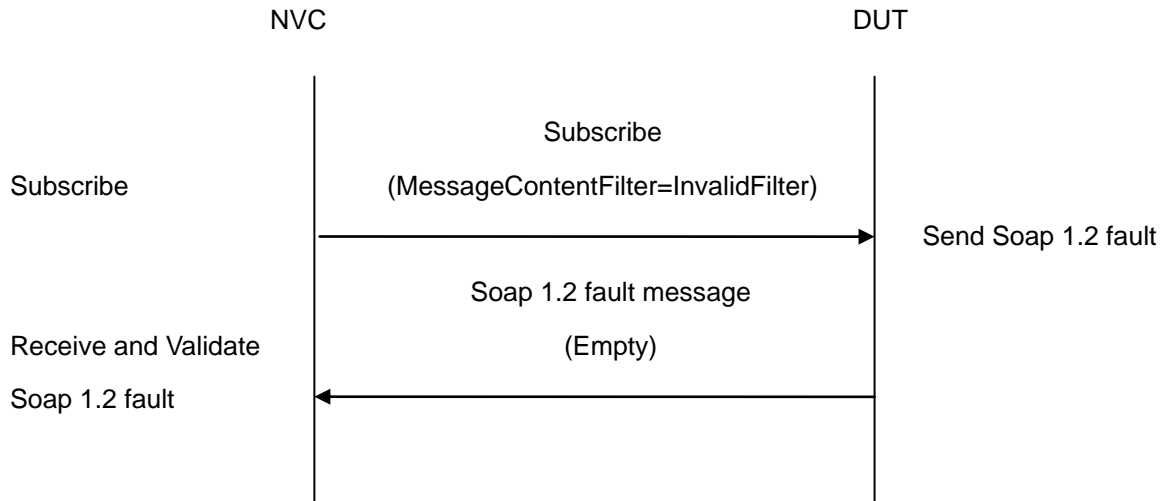 NVC
DUT
Subscribe
Subscribe
(MessageContentFilter=InvalidFilter)
Send Soap 1.2 fault
Soap 1.2 fault message
Receive and Validate
(Empty)
Soap 1.2 fault